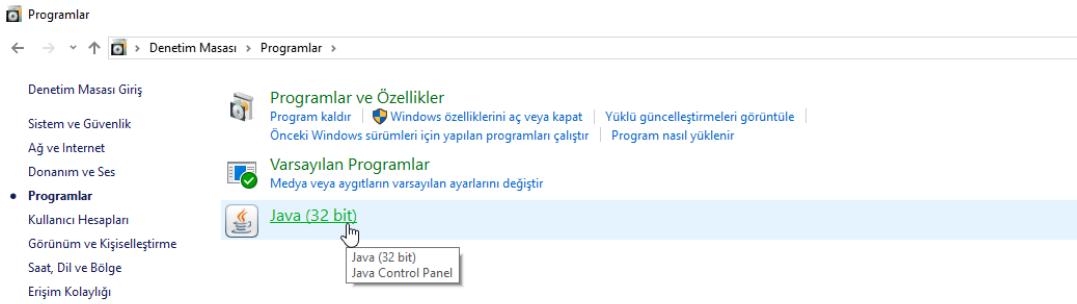 Programlar
Denetim Masası > Programlar >
Denetim Masası Giriş
Sistem ve Güvenlik
Ağ ve Internet
Donanım ve Ses
Programlar
Kullanıcı Hesapları
Görünüm ve Kişiselleştirme
Saat, Dil ve Bölge
Erişim Kolaylığı
Programlar ve Özellikler
Program kaldır | Windows özelliklerini aç veya kapat | Yüklü güncelleştirmeleri görüntüle |
Önceki Windows sürümleri için yapılan programları çalıştır | Program nasıl yüklenir
Varsayılan Programlar
Medya veya aygıtların varsayılan ayarlarını değiştir
Java (32 bit)
Java (32 bit)
Java Control Panel